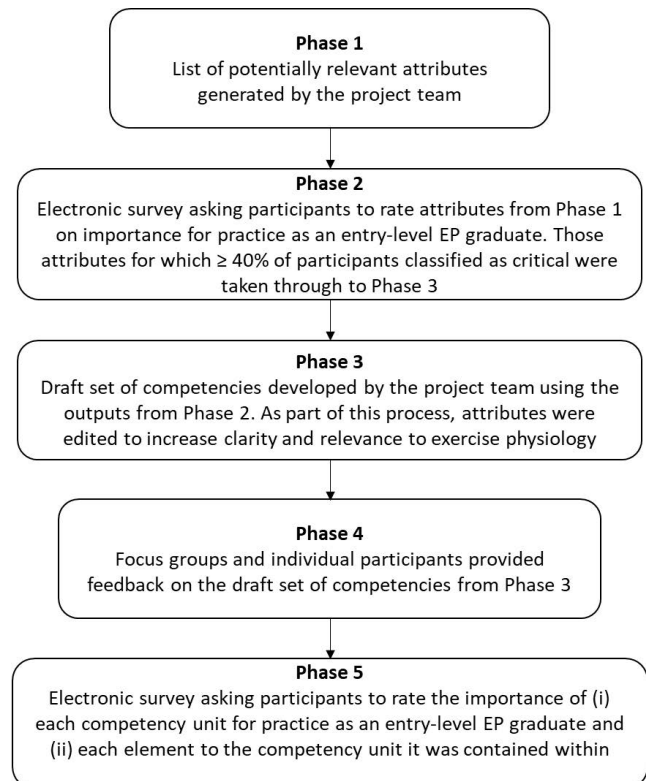 Phase 1
List of potentially relevant attributes
generated by the project team
Phase 2
Electronic survey asking participants to rate attributes from Phase 1
on importance for practice as an entry-level EP graduate. Those
attributes for which ≥ 40% of participants classified as critical were
taken through to Phase 3
Phase 3
Draft set of competencies developed by the project team using the
outputs from Phase 2. As part of this process, attributes were
edited to increase clarity and relevance to exercise physiology
Phase 4
Focus groups and individual participants provided
feedback on the draft set of competencies from Phase 3
Phase 5
Electronic survey asking participants to rate the importance of (i)
each competency unit for practice as an entry-level EP graduate and
(ii) each element to the competency unit it was contained within